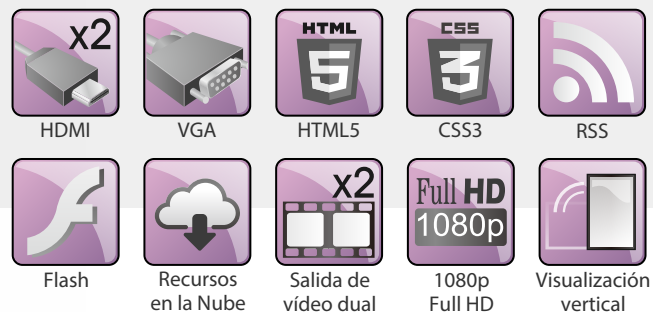 x2
HTML
5
CSS
3
HDMI
VGA
HTML5
CSS3
RSS
x2
Full HD
1080p
Flash
Recursos
en la Nube
Salida de
vídeo dual
1080p
Full HD
Visualización
vertical